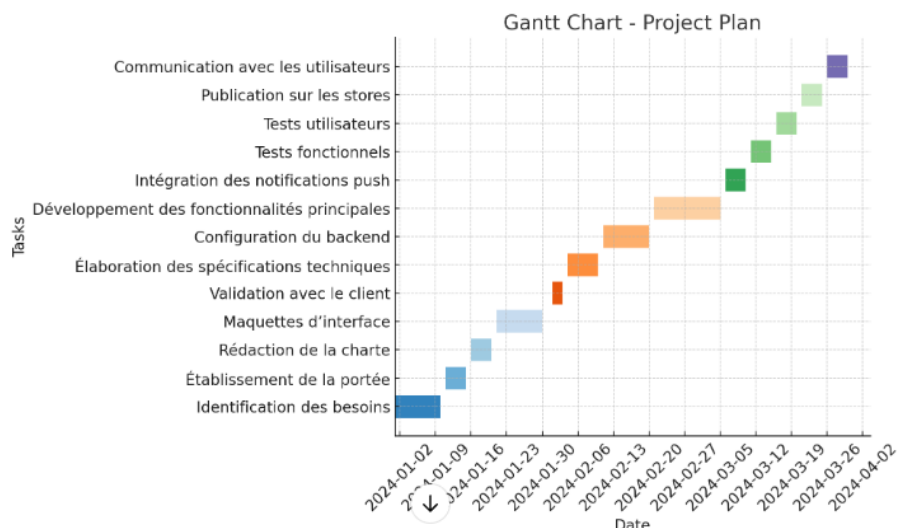 Gantt Chart - Project Plan
Communication avec les utilisateurs
Publication sur les stores
Tests utilisateurs
Tests fonctionnels
Intégration des notifications push
Développement des fonctionnalités principales
Configuration du backend
Élaboration des spécifications techniques
Validation avec le client
Maquettes d’interface
Rédaction de la charte
Établissement de la portée
Identification des besoins
Tasks
2024-01-02
2024-01-09
2024-01-16
2024-01-23
2024-01-30
2024-02-06
2024-02-13
2024-02-20
2024-02-27
2024-03-05
2024-03-12
2024-03-19
2024-03-26
2024-04-02
Date